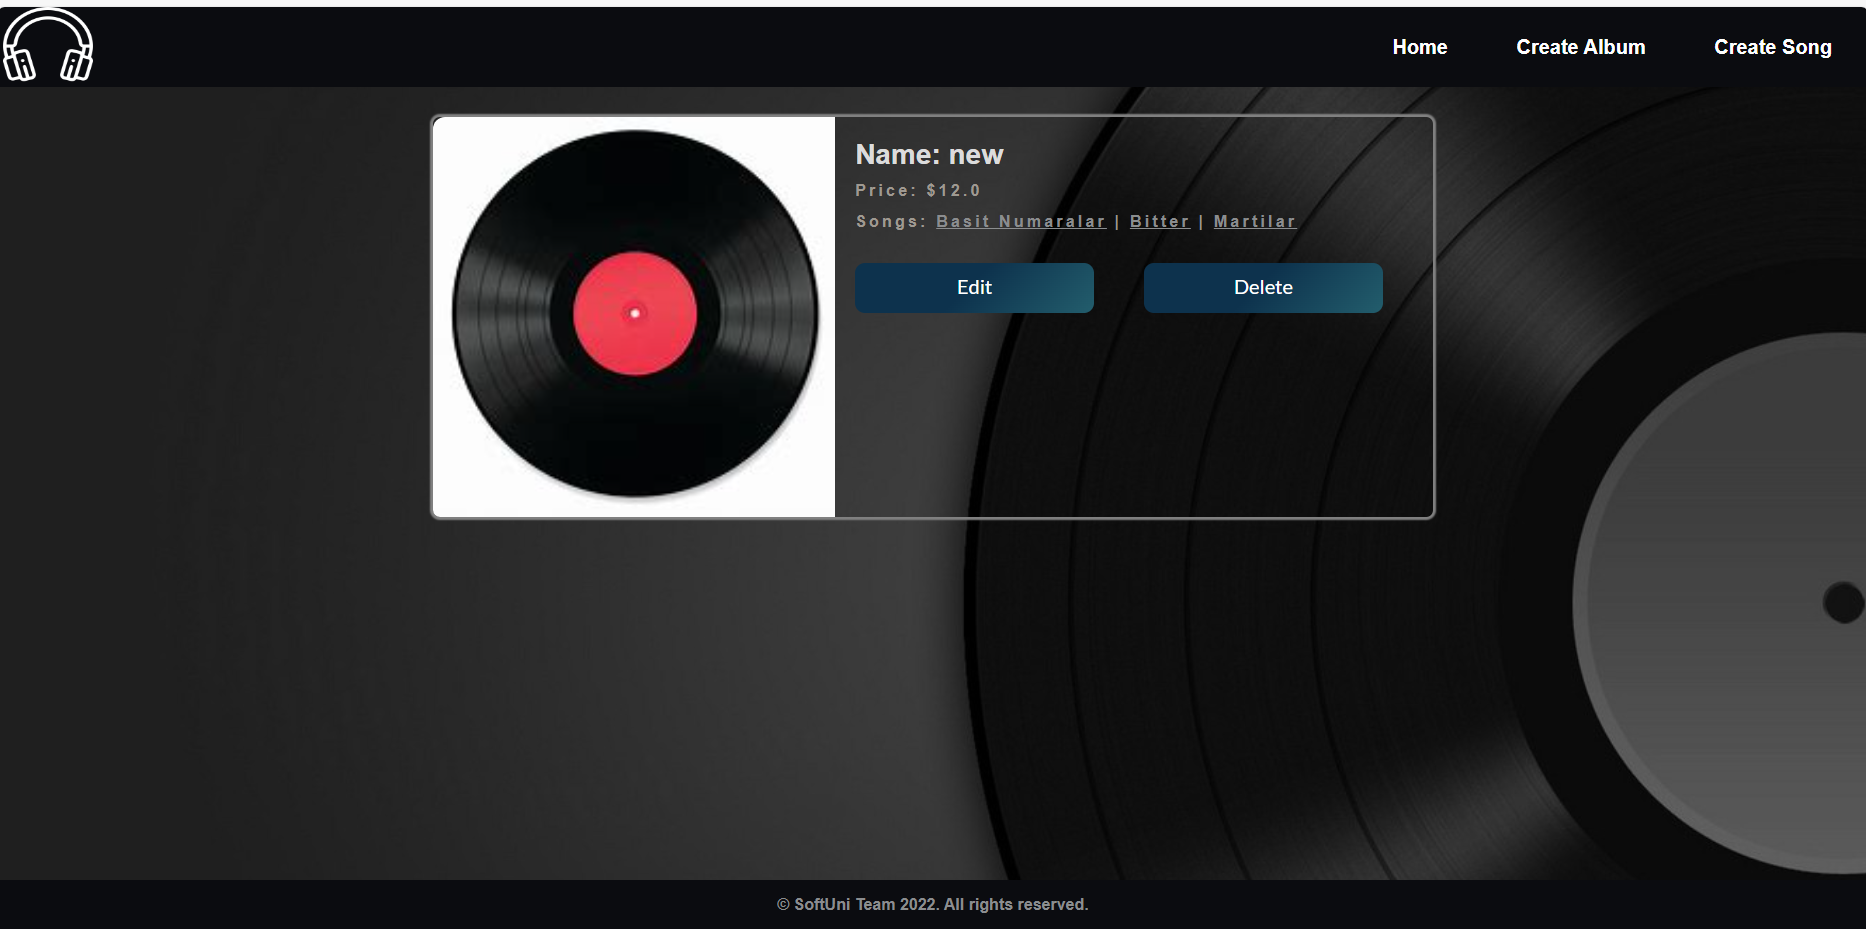 Home Create Album Create Song
Name: new
Price: $12.0
Songs: Basit Numaralar | Bitter | Martilar
Edit Delete
© SoftUni Team 2022. All rights reserved.